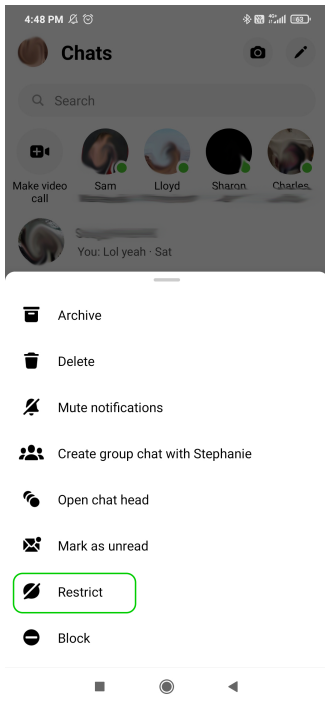 4:48 PM
63
Chats
Search
Make video call
Sam
Lloyd
Sharon
Charles
You: Lol yeah · Sat
Archive
Delete
Mute notifications
Create group chat with Stephanie
Open chat head
Mark as unread
Restrict
Block